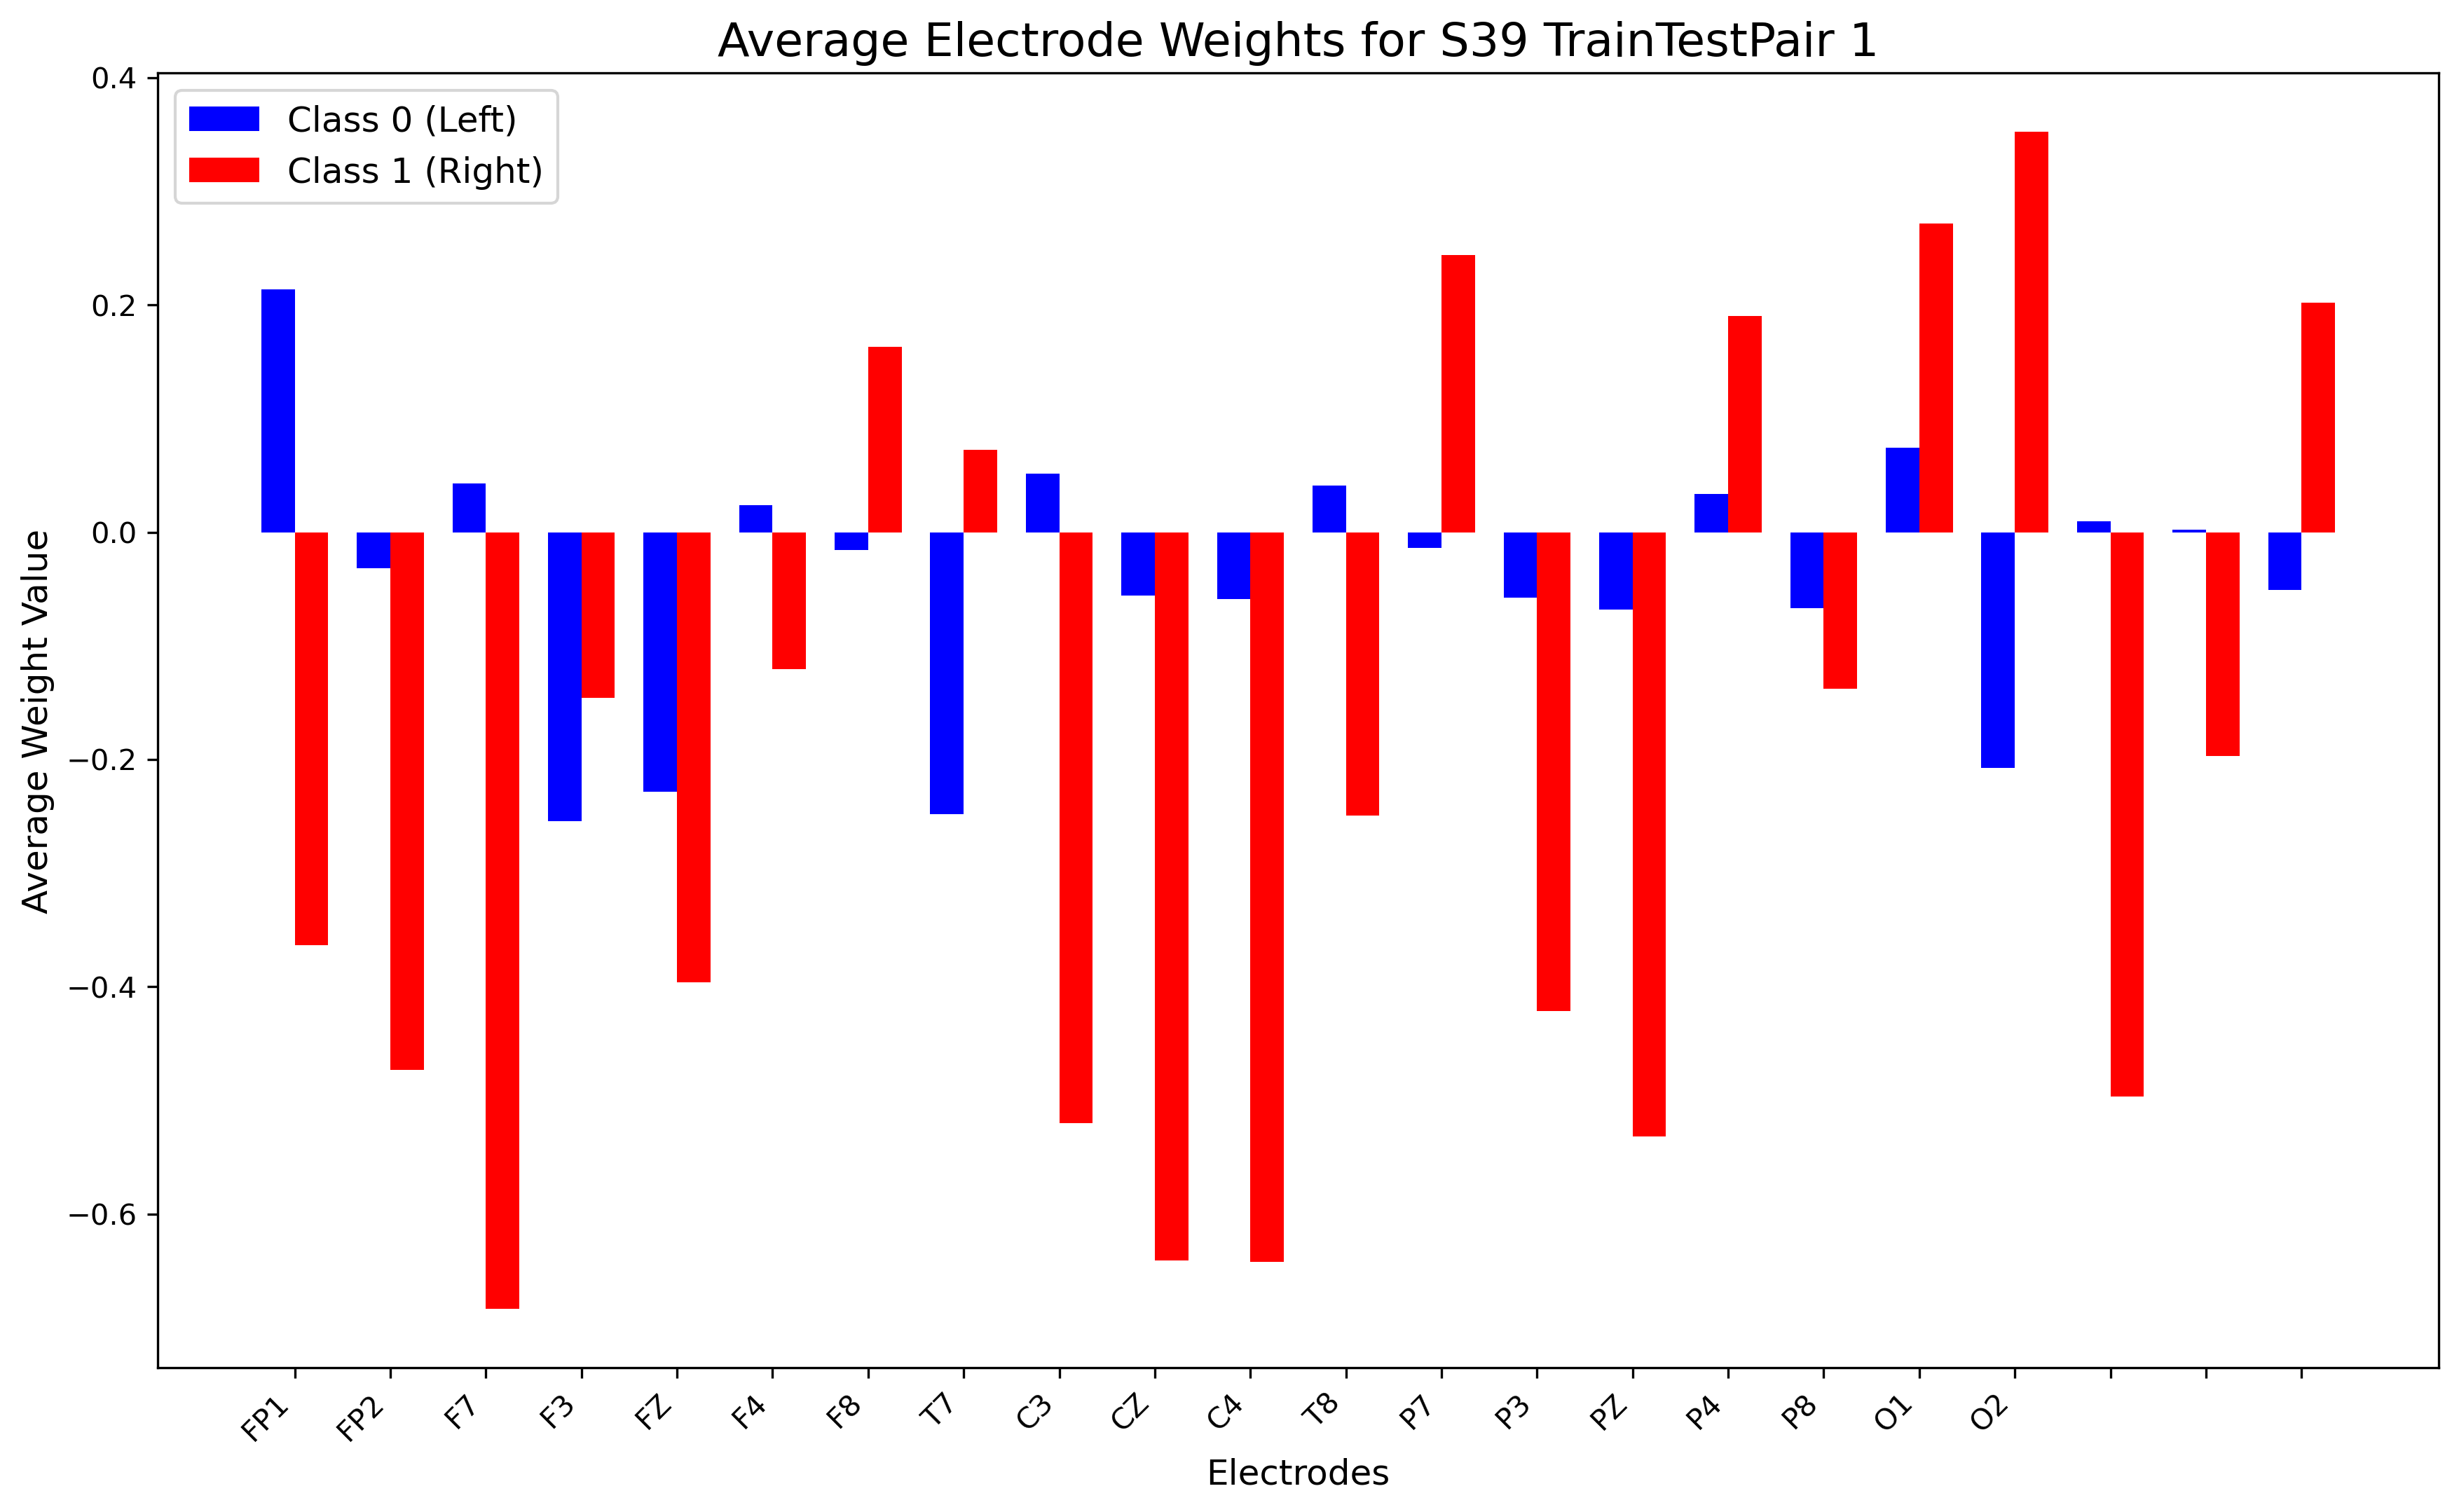 Average Electrode Weights for S39 TrainTestPair 1
Class 0 (Left)
Class 1 (Right)
0.4
0.2
0.0
−0.2
−0.4
−0.6
Average Weight Value
FP1 FP2 F7 F3 FZ F4 F8 T7 C3 CZ C4 T8 P7 P3 PZ P4 P8 O1 O2
Electrodes